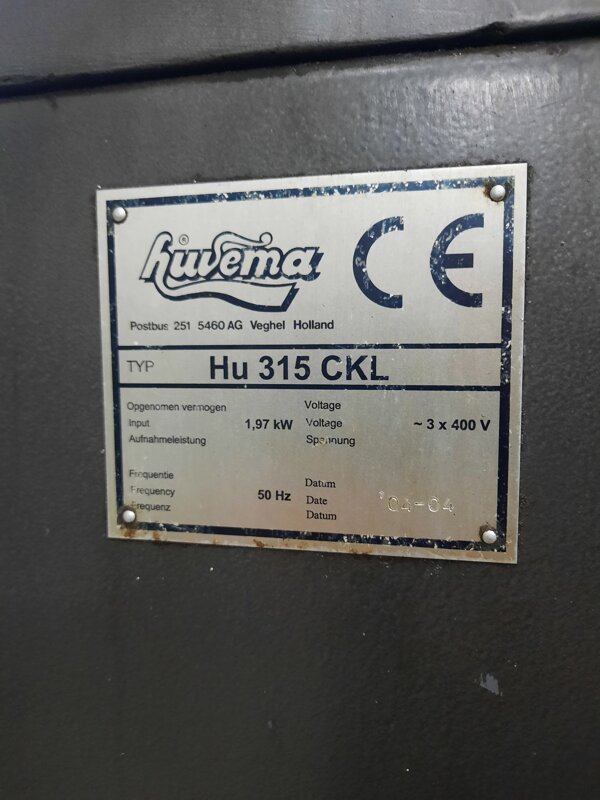 huvema ® CE
Postbus 251 5460 AG Veghel Holland
TYP Hu 315 CKL
Opgenomen vermogen
Input 1,97 kW
Aufnahmeleistung
Voltage
Voltage ~ 3 x 400 V
Spannung
Frequentie
Frequency 50 Hz
Frequenz
Datum
Date '04-04
Datum